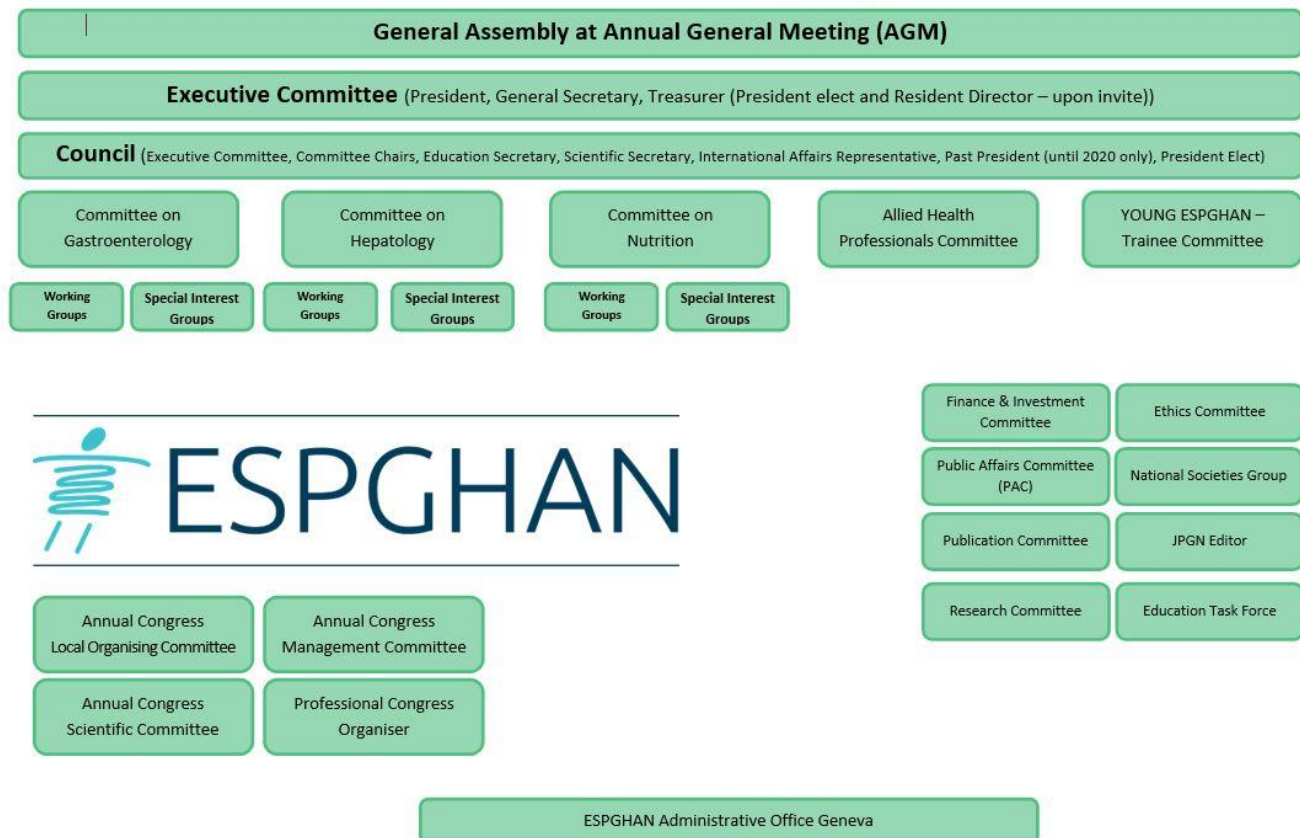 General Assembly at Annual General Meeting (AGM)
Executive Committee (President, General Secretary, Treasurer (President elect and Resident Director – upon invite))
Council (Executive Committee, Committee Chairs, Education Secretary, Scientific Secretary, International Affairs Representative, Past President (until 2020 only), President Elect)
Committee on
Gastroenterology
Committee on
Hepatology
Committee on
Nutrition
Allied Health
Professionals Committee
YOUNG ESPGHAN –
Trainee Committee
Working
Groups
Special Interest
Groups
Working
Groups
Special Interest
Groups
Working
Groups
Special Interest
Groups
Finance & Investment
Committee
Ethics Committee
Public Affairs Committee
(PAC)
National Societies Group
Publication Committee
JPGN Editor
Research Committee
Education Task Force
ESPGHAN
Annual Congress
Local Organising Committee
Annual Congress
Management Committee
Annual Congress
Scientific Committee
Professional Congress
Organiser
ESPGHAN Administrative Office Geneva